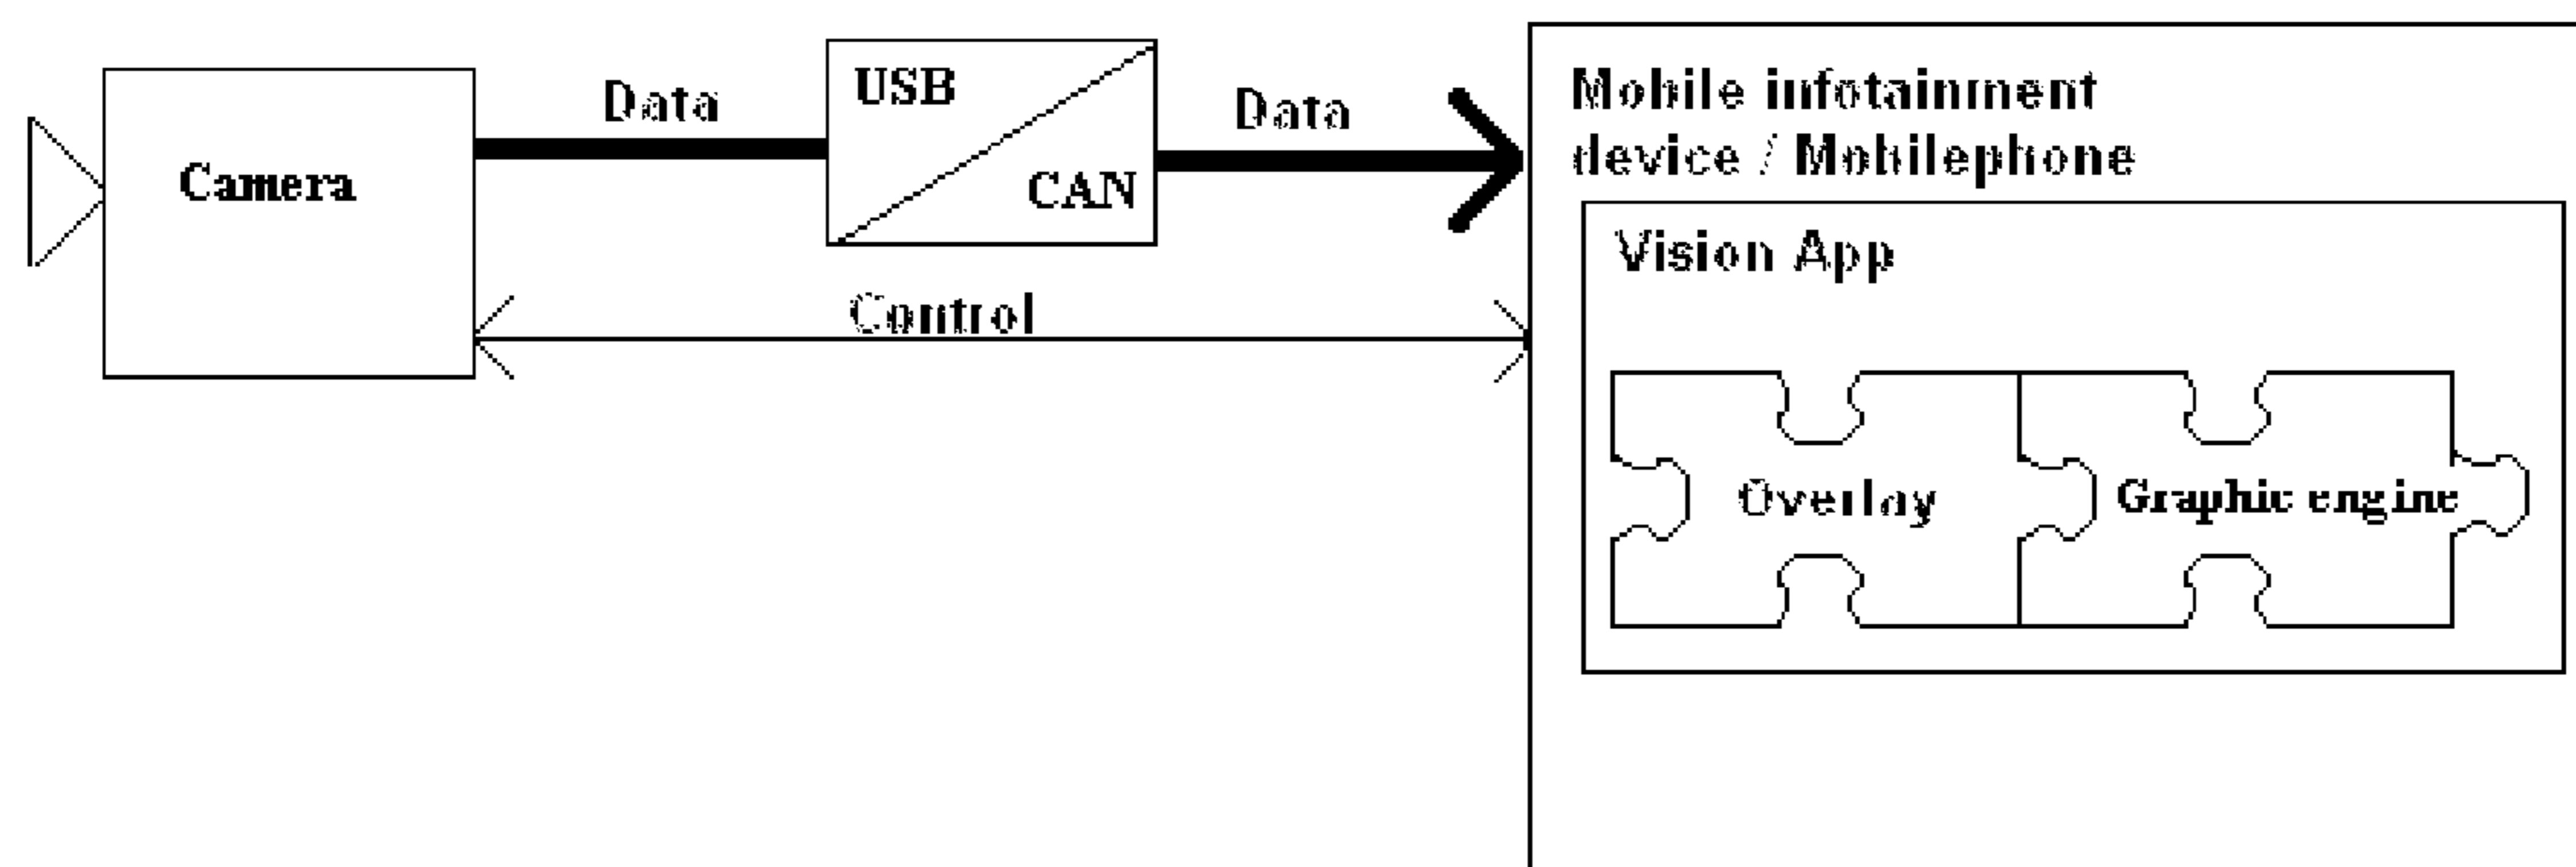 Camera
Data
USB
CAN
Data
Control
Mobile infotainment
device / Mobilephone
Vision App
Overlay
Graphic engine